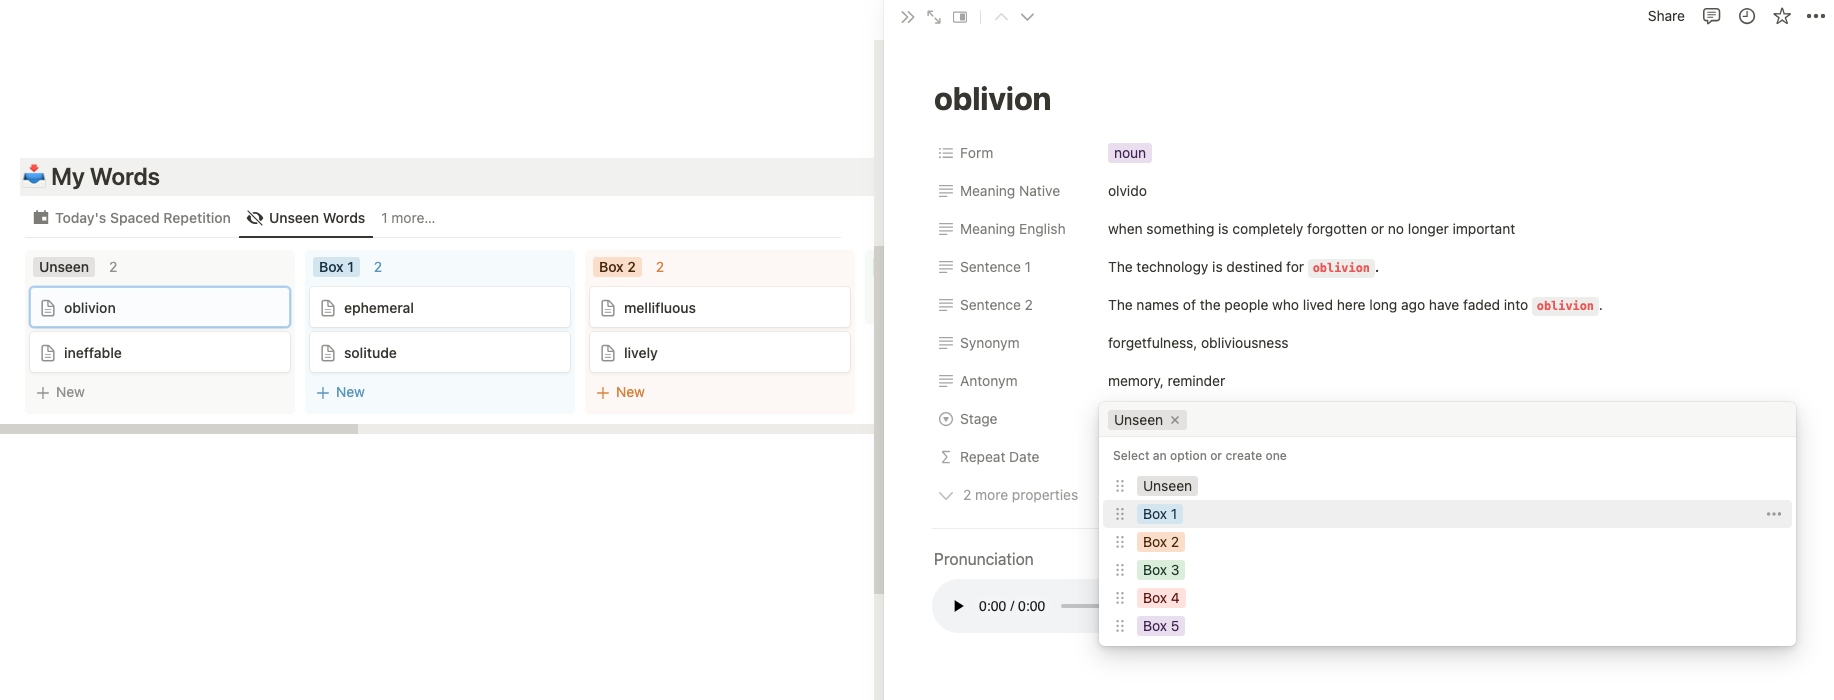 My Words
Today's Spaced Repetition Unseen Words 1 more...
Unseen 2
oblivion
ineffable
New
Box 1 2
ephemeral
solitude
New
Box 2 2
mellifluous
lively
New
Share
oblivion
Form noun
Meaning Native olvido
Meaning English when something is completely forgotten or no longer important
Sentence 1 The technology is destined for oblivion.
Sentence 2 The names of the people who lived here long ago have faded into oblivion.
Synonym forgetfulness, obliviousness
Antonym memory, reminder
Stage Unseen
Repeat Date
2 more properties
Select an option or create one
Unseen
Box 1
Box 2
Box 3
Box 4
Box 5
Pronunciation
0:00 / 0:00